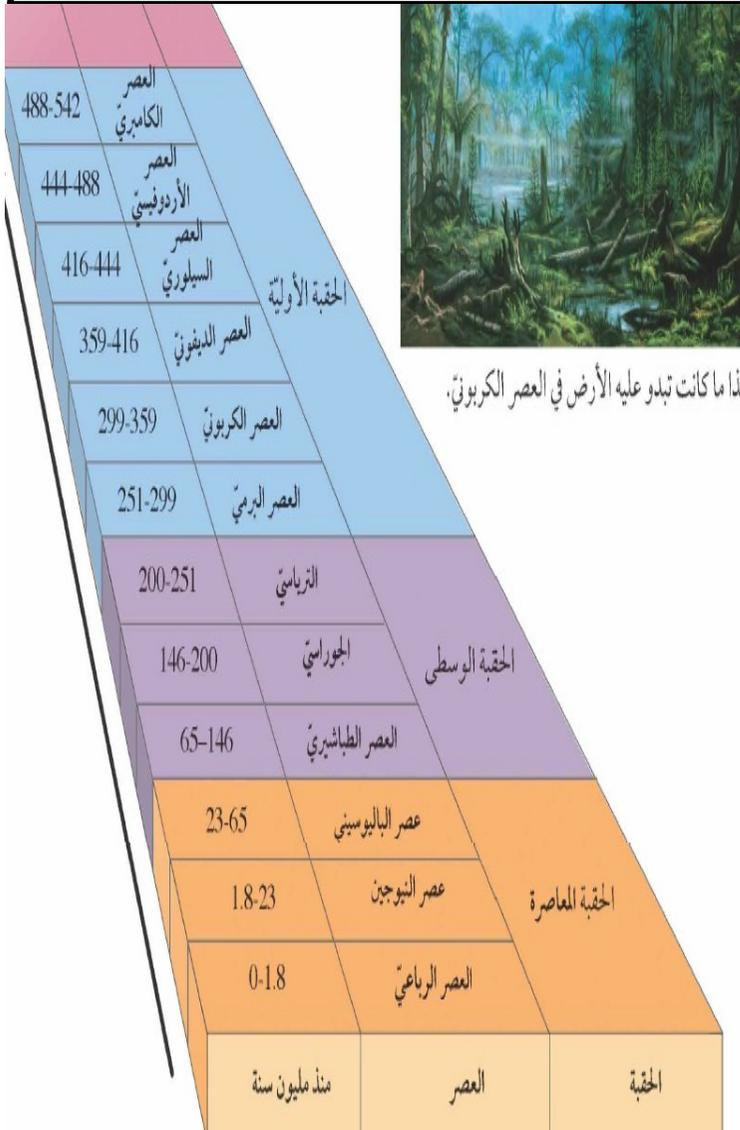 العصر
الكامبريّ
488-542
العصر
الأردوفيسيّ
444-488
العصر
السيلوريّ
416-444
الحقبة الأوليّة
العصر الديفونيّ
359-416
العصر الكربونيّ
299-359
العصر البرميّ
251-299
ذا ما كانت تبدو عليه الأرض في العصر الكربونيّ.
الترياسيّ
200-251
الحقبة الوسطى
الجوراسيّ
146-200
العصر الطباشيريّ
65–146
عصر الباليوسيني
23-65
الحقبة المعاصرة
عصر النيوجين
1.8-23
العصر الرباعيّ
0-1.8
الحقبة
العصر
منذ مليون سنة